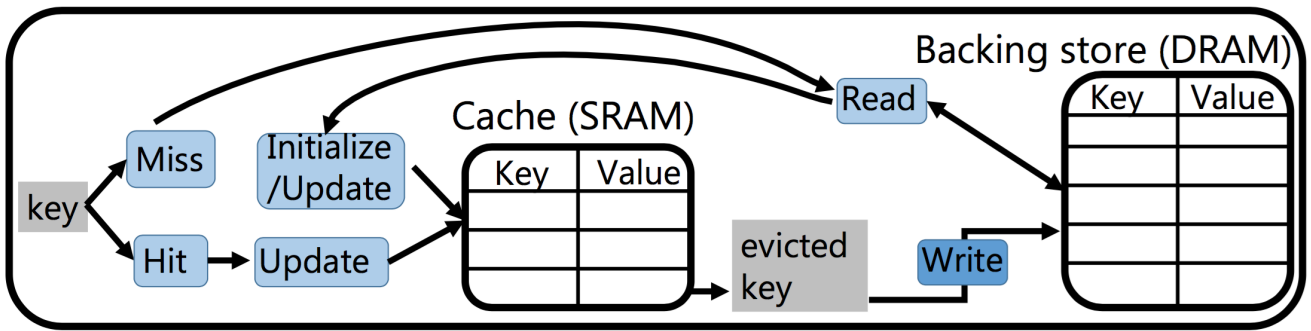 Backing store (DRAM)
Key Value
Read
Cache (SRAM)
Key Value
Miss
Initialize
/Update
key
Hit
Update
evicted
key
Write